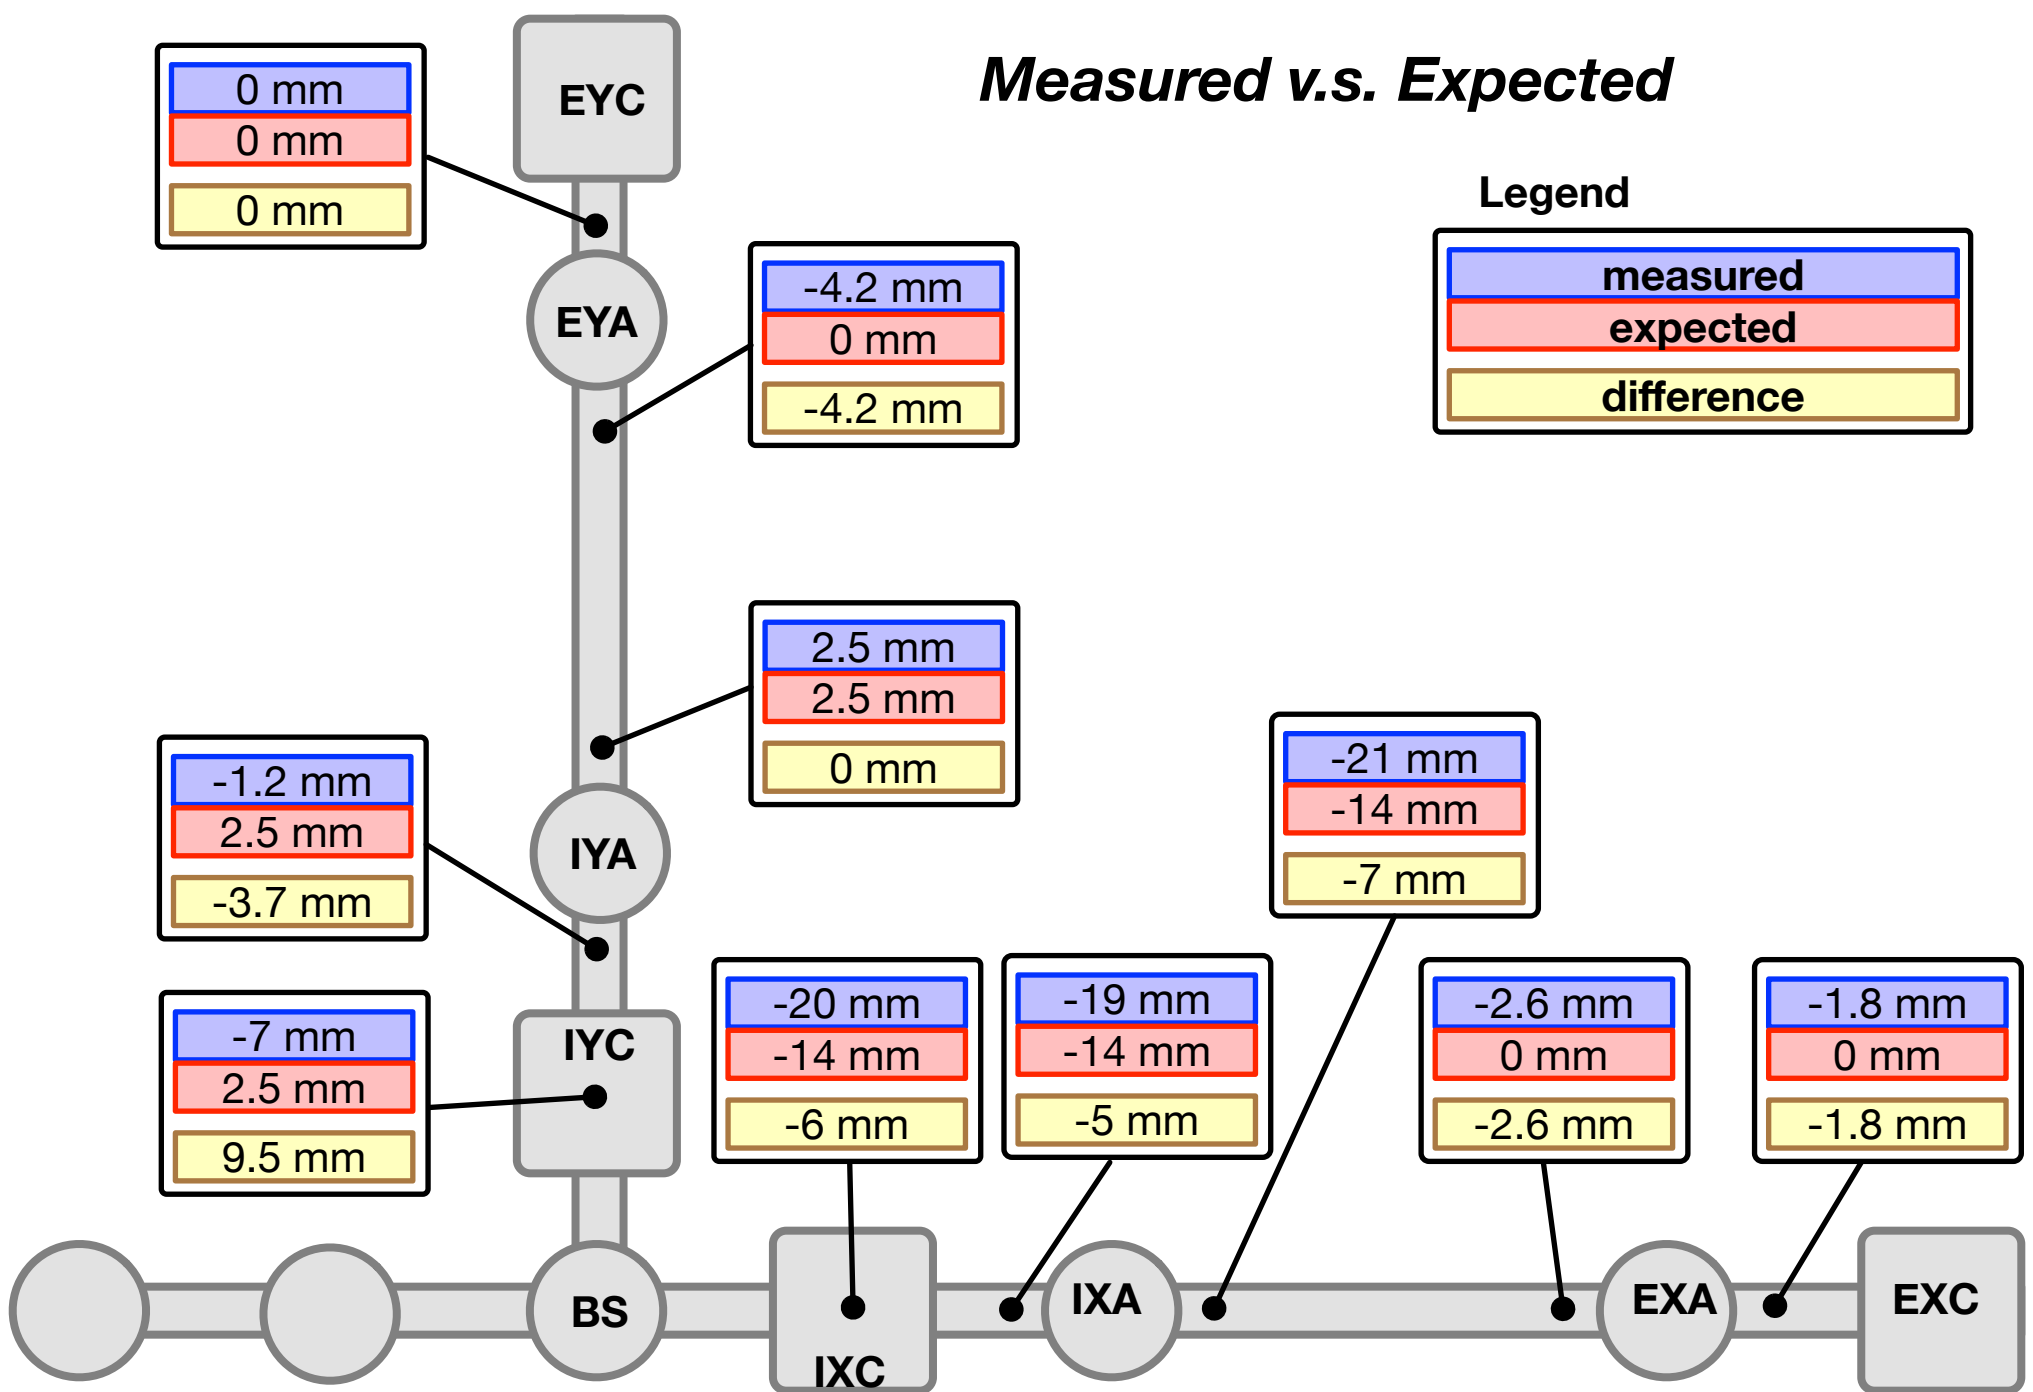 Measured v.s. Expected
EYC
0 mm
0 mm
0 mm
Legend
measured
expected
difference
EYA
-4.2 mm
0 mm
-4.2 mm
2.5 mm
2.5 mm
0 mm
-1.2 mm
2.5 mm
-3.7 mm
IYA
-21 mm
-14 mm
-7 mm
-7 mm
2.5 mm
9.5 mm
IYC
-20 mm
-14 mm
-6 mm
-19 mm
-14 mm
-5 mm
-2.6 mm
0 mm
-2.6 mm
-1.8 mm
0 mm
-1.8 mm
BS
IXC
IXA
EXA
EXC